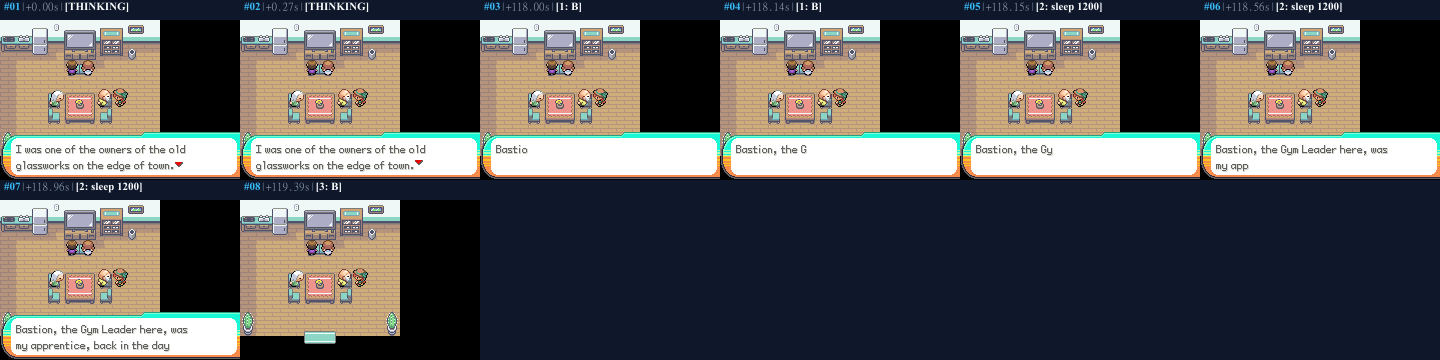 #01|+0.00s|[THINKING]
#02|+0.27s|[THINKING]
#03|+118.00s|[1: B]
#04|+118.14s|[1: B]
#05|+118.15s|[2: sleep 1200]
#06|+118.56s|[2: sleep 1200]
I was one of the owners of the old
glassworks on the edge of town.
I was one of the owners of the old
glassworks on the edge of town.
Bastio
Bastion, the G
Bastion, the Gy
Bastion, the Gym Leader here, was
my app
#07|+118.96s|[2: sleep 1200]
#08|+119.39s|[3: B]
Bastion, the Gym Leader here, was
my apprentice, back in the day